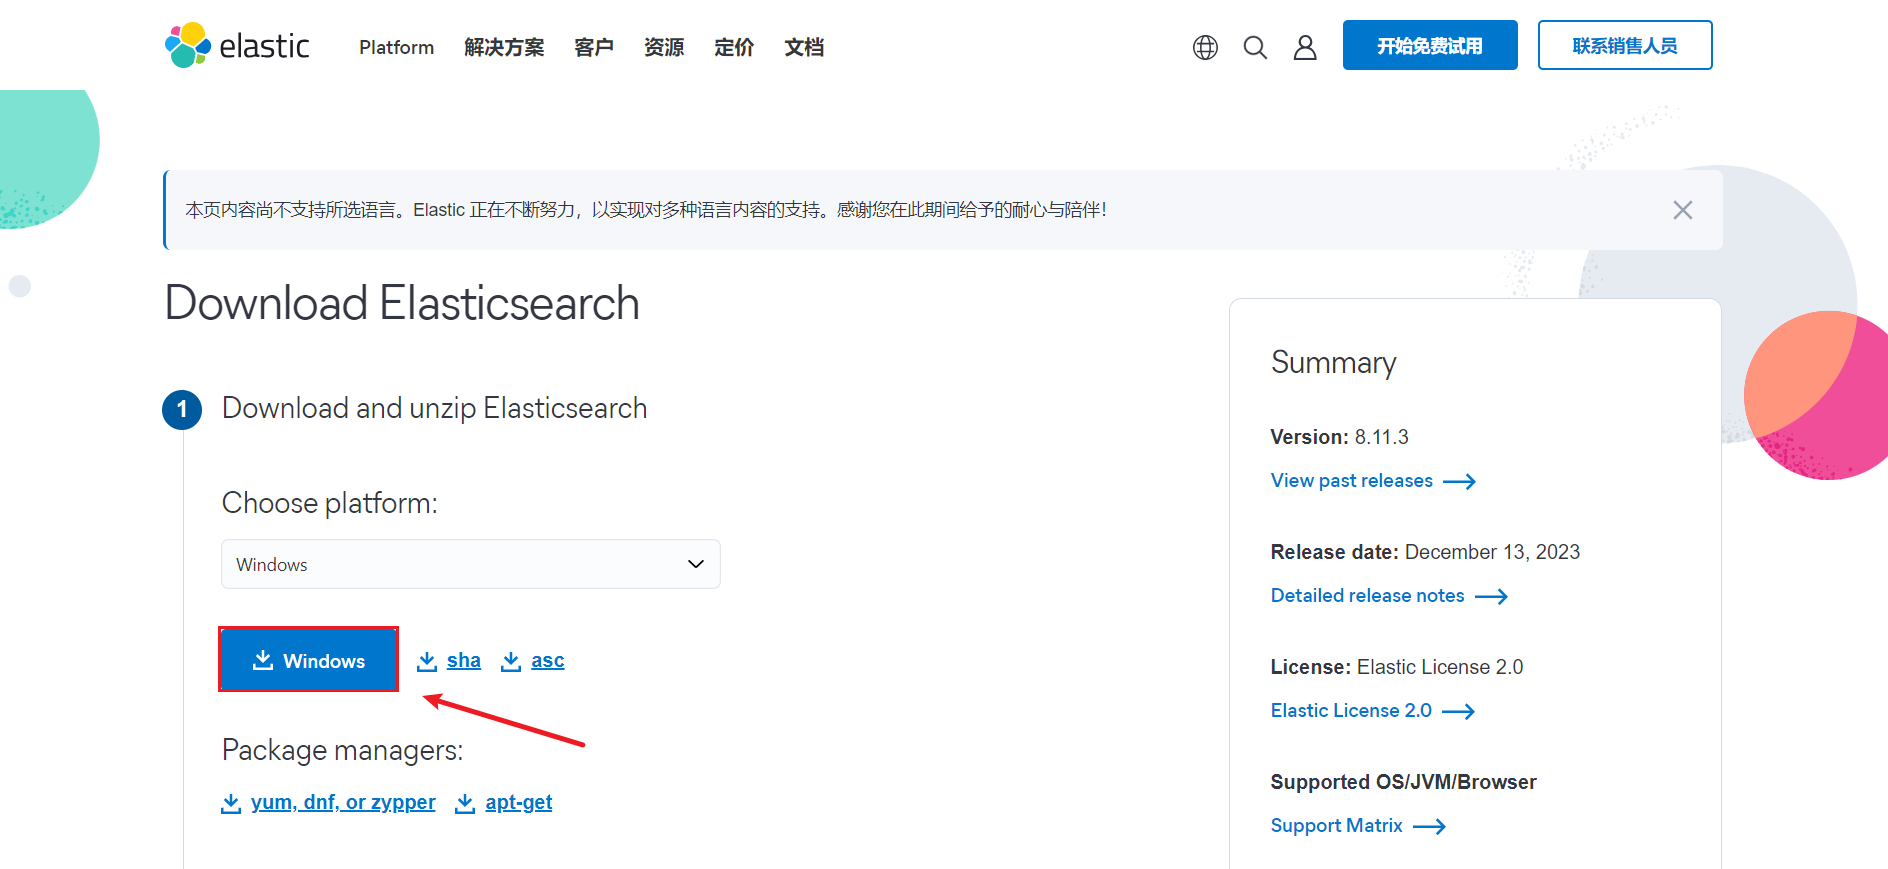 elastic
Platform 解决方案 客户 资源 定价 文档 开始免费试用 联系销售人员
本页内容尚不支持所选语言。Elastic 正在不断努力，以实现对多种语言内容的支持。感谢您在此期间给予的耐心与陪伴！
Download Elasticsearch
1 Download and unzip Elasticsearch
Choose platform:
Windows
Windows sha asc
Package managers:
yum, dnf, or zypper apt-get
Summary
Version: 8.11.3
View past releases
Release date: December 13, 2023
Detailed release notes
License: Elastic License 2.0
Elastic License 2.0
Supported OS/JVM/Browser
Support Matrix